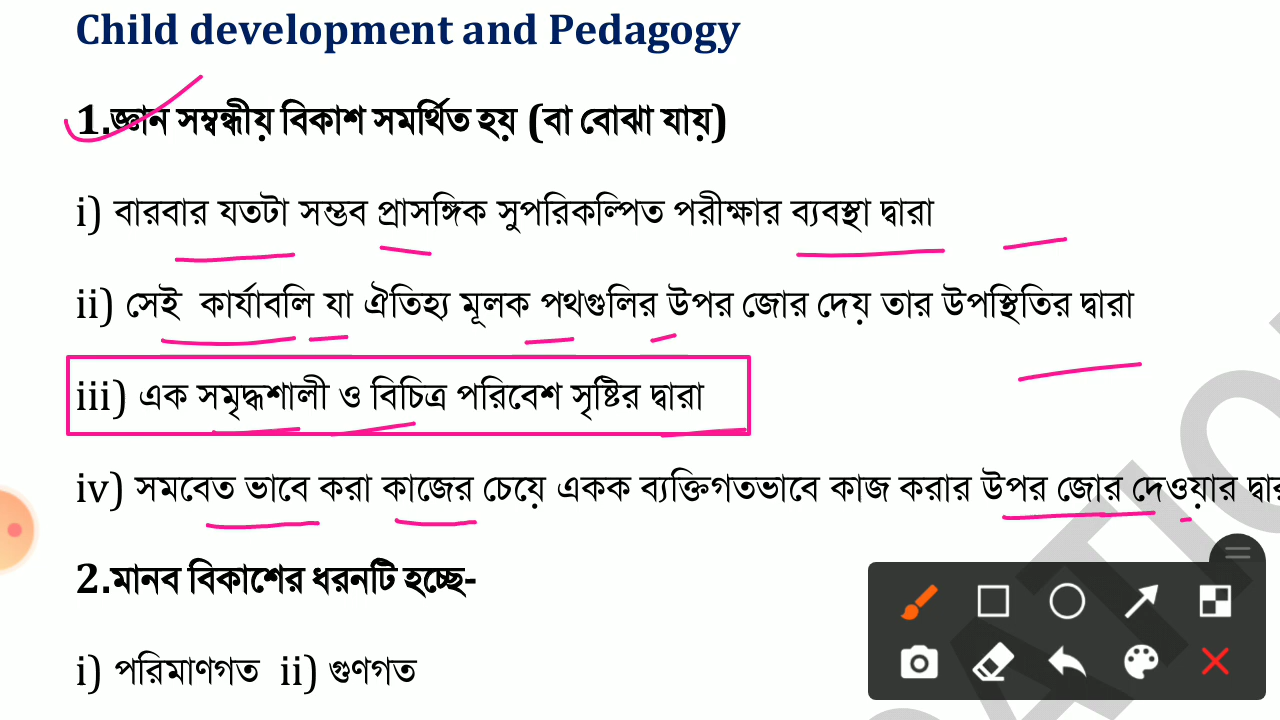 Child development and Pedagogy
1.জ্ঞান সম্বন্ধীয় বিকাশ সমর্থিত হয় (বা বোঝা যায়)
i) বারবার যতটা সম্ভব প্রাসঙ্গিক সুপরিকল্পিত পরীক্ষার ব্যবস্থা দ্বারা
ii) সেই কার্যাবলি যা ঐতিহ্য মূলক পথগুলির উপর জোর দেয় তার উপস্থিতির দ্বারা
iii) এক সমৃদ্ধশালী ও বিচিত্র পরিবেশ সৃষ্টির দ্বারা
iv) সমবেত ভাবে করা কাজের চেয়ে একক ব্যক্তিগতভাবে কাজ করার উপর জোর দেওয়ার
2.মানব বিকাশের ধরনটি হচ্ছে-
i) পরিমাণগত ii) গুণগত